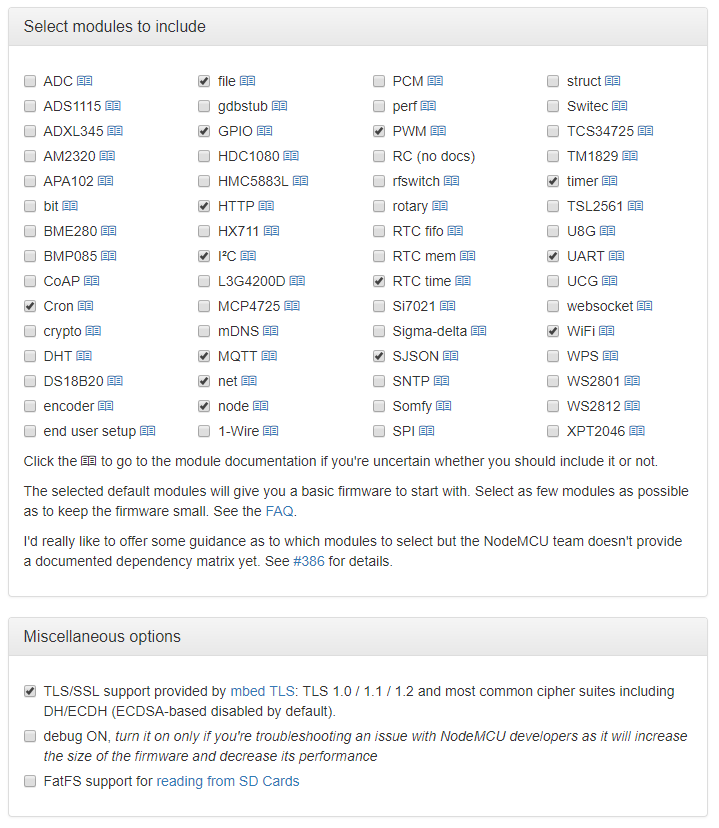 Select modules to include
ADC
ADS1115
ADXL345
AM2320
APA102
bit
BME280
BMP085
CoAP
Cron
crypto
DHT
DS18B20
encoder
end user setup
file
gdbstub
GPIO
HDC1080
HMC5883L
HTTP
HX711
I²C
L3G4200D
MCP4725
mDNS
MQTT
net
node
1-Wire
PCM
perf
PWM
RC (no docs)
rfswitch
rotary
RTC fifo
RTC mem
RTC time
Si7021
Sigma-delta
SJSON
SNTP
Somfy
SPI
struct
Switec
TCS34725
TM1829
timer
TSL2561
U8G
UART
UCG
websocket
WiFi
WPS
WS2801
WS2812
XPT2046
Click the to go to the module documentation if you're uncertain whether you should include it or not.
The selected default modules will give you a basic firmware to start with. Select as few modules as possible
as to keep the firmware small. See the FAQ.
I'd really like to offer some guidance as to which modules to select but the NodeMCU team doesn't provide
a documented dependency matrix yet. See #386 for details.
Miscellaneous options
TLS/SSL support provided by mbed TLS: TLS 1.0 / 1.1 / 1.2 and most common cipher suites including
DH/ECDH (ECDSA-based disabled by default).
debug ON, turn it on only if you're troubleshooting an issue with NodeMCU developers as it will increase
the size of the firmware and decrease its performance
FatFS support for reading from SD Cards